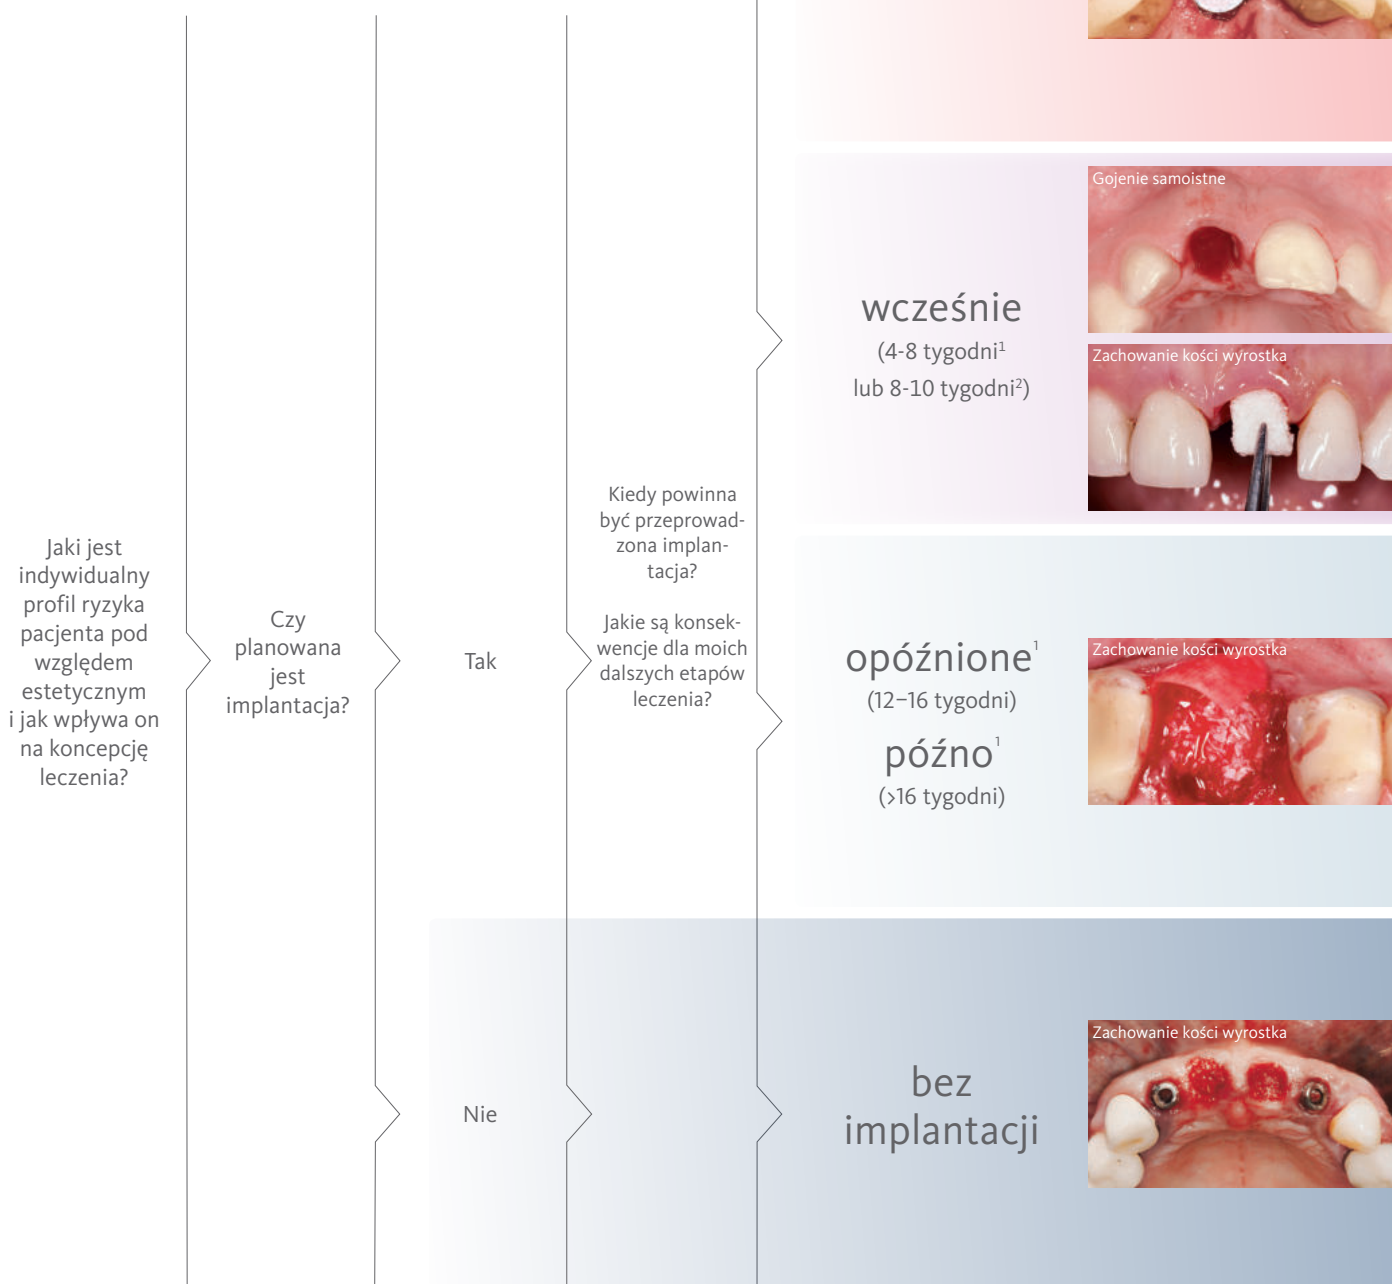 Jaki jest
indywidualny
profil ryzyka
pacjenta pod
względem
estetycznym
i jak wpływa on
na koncepcję
leczenia?
Czy
planowana
jest
implantacja?
Tak
Nie
Kiedy powinna
być przeprowad-
zona implan-
tacja?
Jakie są konsek-
wencje dla moich
dalszych etapów
leczenia?
wcześnie
(4-8 tygodni¹
lub 8-10 tygodni²)
Gojenie samoistne
Zachowanie kości wyrostka
opóźnione¹
(12–16 tygodni)
późno¹
(>16 tygodni)
Zachowanie kości wyrostka
bez
implantacji
Zachowanie kości wyrostka